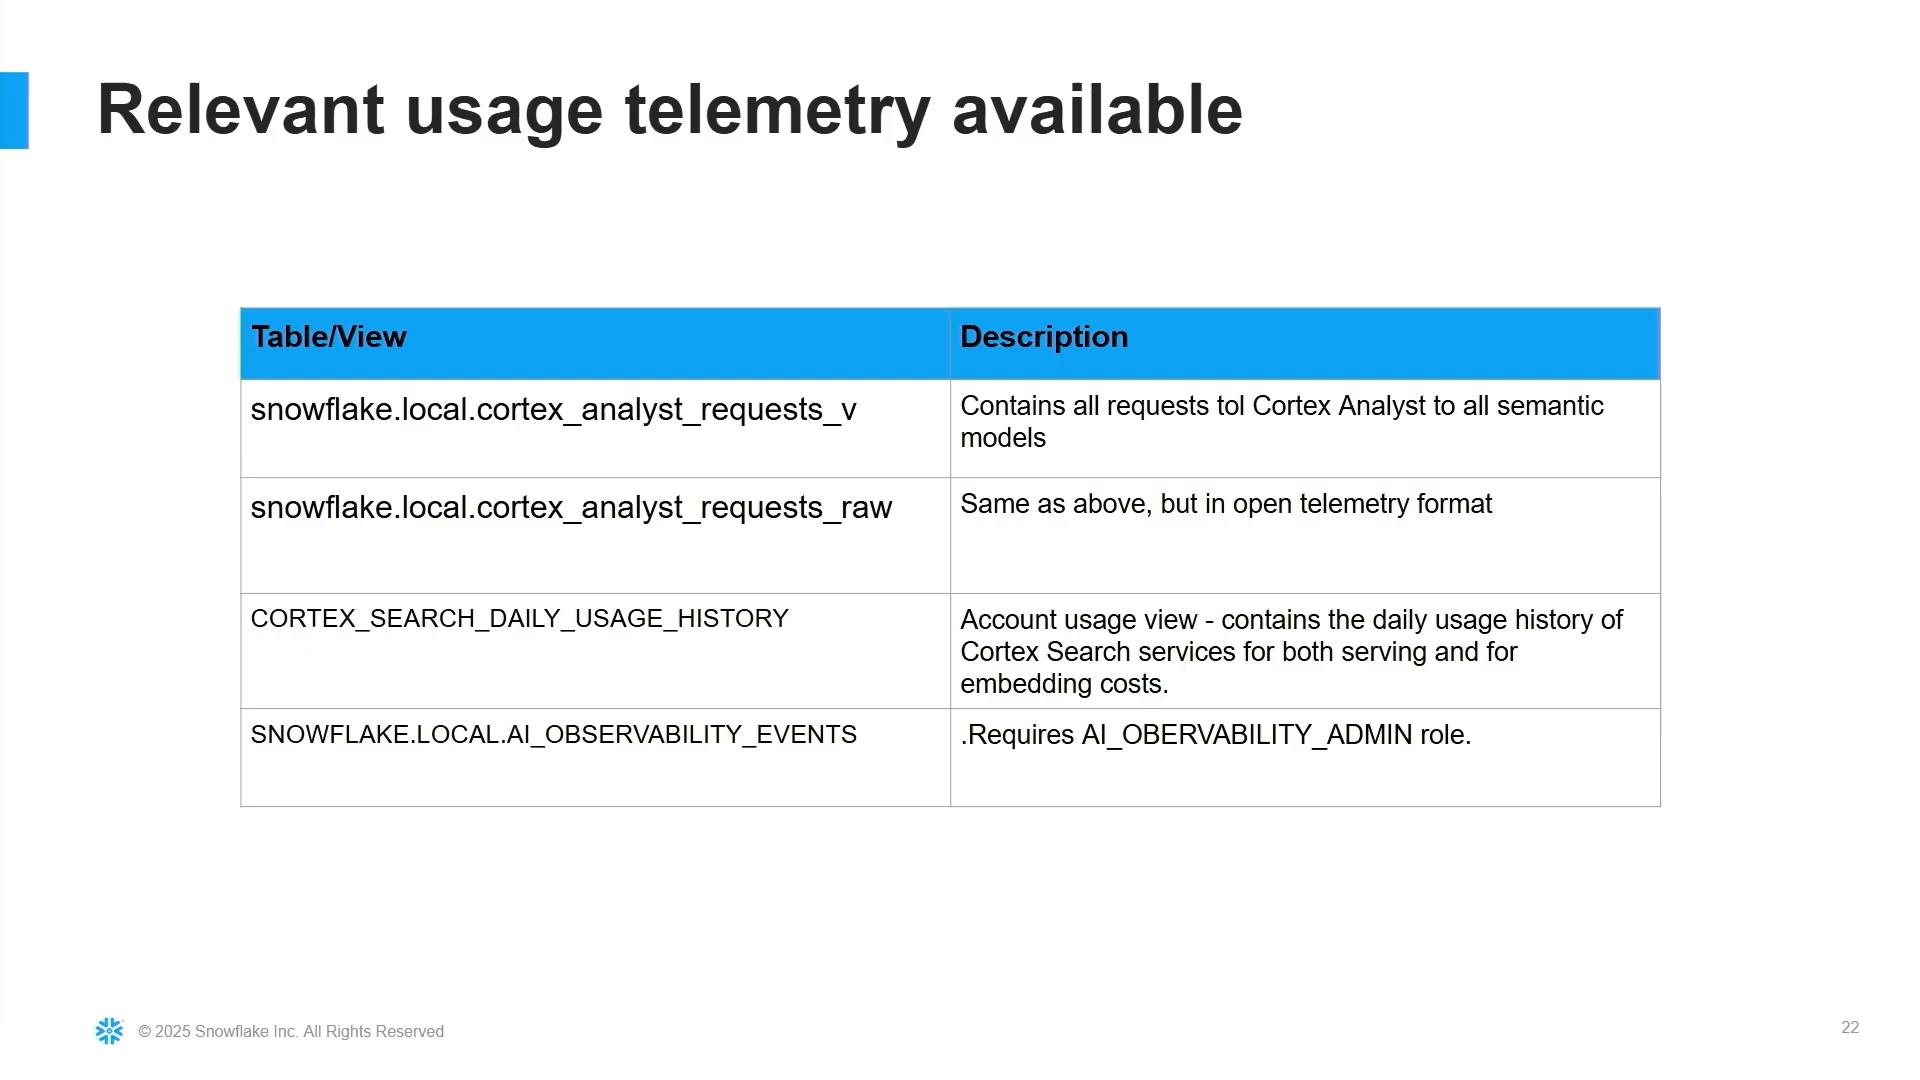 Relevant usage telemetry available
Table/View
Description
snowflake.local.cortex_analyst_requests_v
Contains all requests tol Cortex Analyst to all semantic
models
snowflake.local.cortex_analyst_requests_raw
Same as above, but in open telemetry format
CORTEX_SEARCH_DAILY_USAGE_HISTORY
Account usage view - contains the daily usage history of
Cortex Search services for both serving and for
embedding costs.
SNOWFLAKE.LOCAL.AI_OBSERVABILITY_EVENTS
.Requires AI_OBERVABILITY_ADMIN role.
© 2025 Snowflake Inc. All Rights Reserved
22